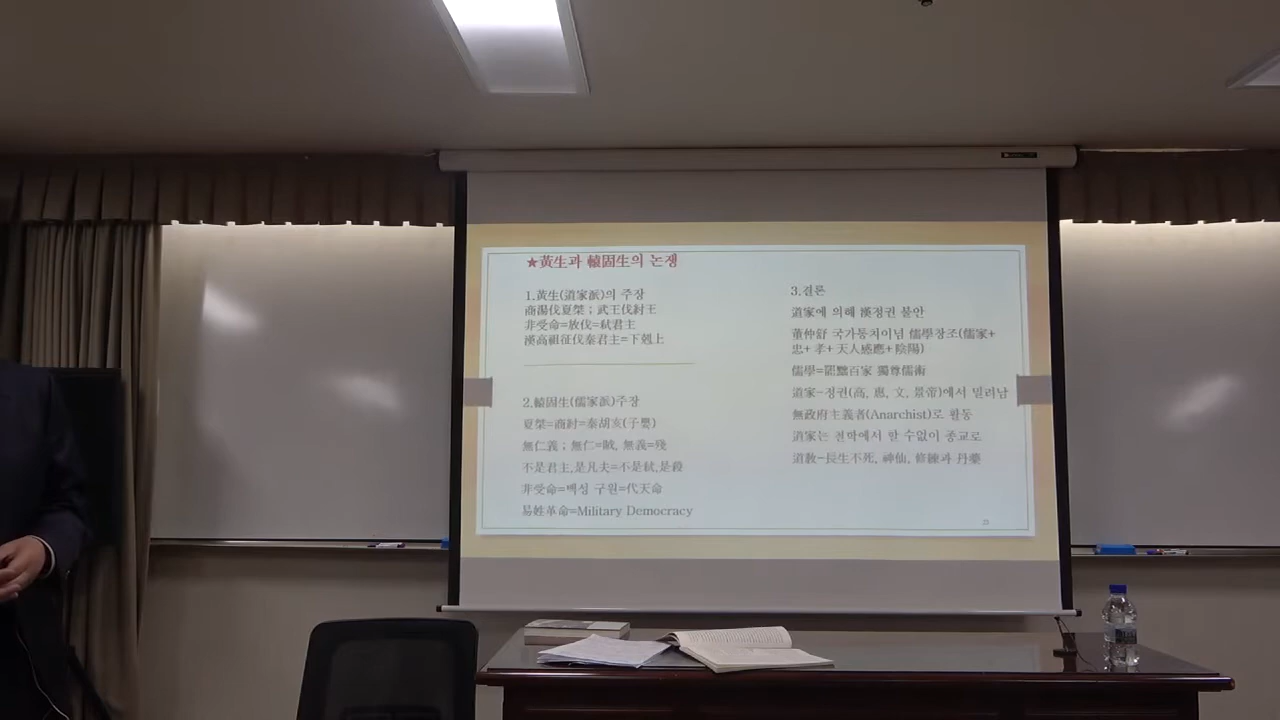 ★黃生과 轅固生의 논쟁
1.黃生(道家派)의 주장
商湯伐夏桀 ; 武王伐紂王
非受命=放伐=弑君主
漢高祖征伐秦君主=下剋上
2.轅固生(儒家派)주장
夏桀=商紂=秦胡亥(子嬰)
無仁義 ; 無仁=賊, 無義=殘
不是君主,是凡夫=不是弑,是殺
非受命=백성 구원=代天命
易姓革命=Military Democracy
3.결론
道家에 의해 漢정권 불안
董仲舒 국가통치이념 儒學창조(儒家+
忠+ 孝+ 天人感應+ 陰陽)
儒學=罷黜百家 獨尊儒術
道家-정권(高, 惠, 文, 景帝)에서 밀려남
無政府主義者(Anarchist)로 활동
道家는 철학에서 할 수없이 종교로
道敎-長生不死, 神仙, 修練과 丹藥